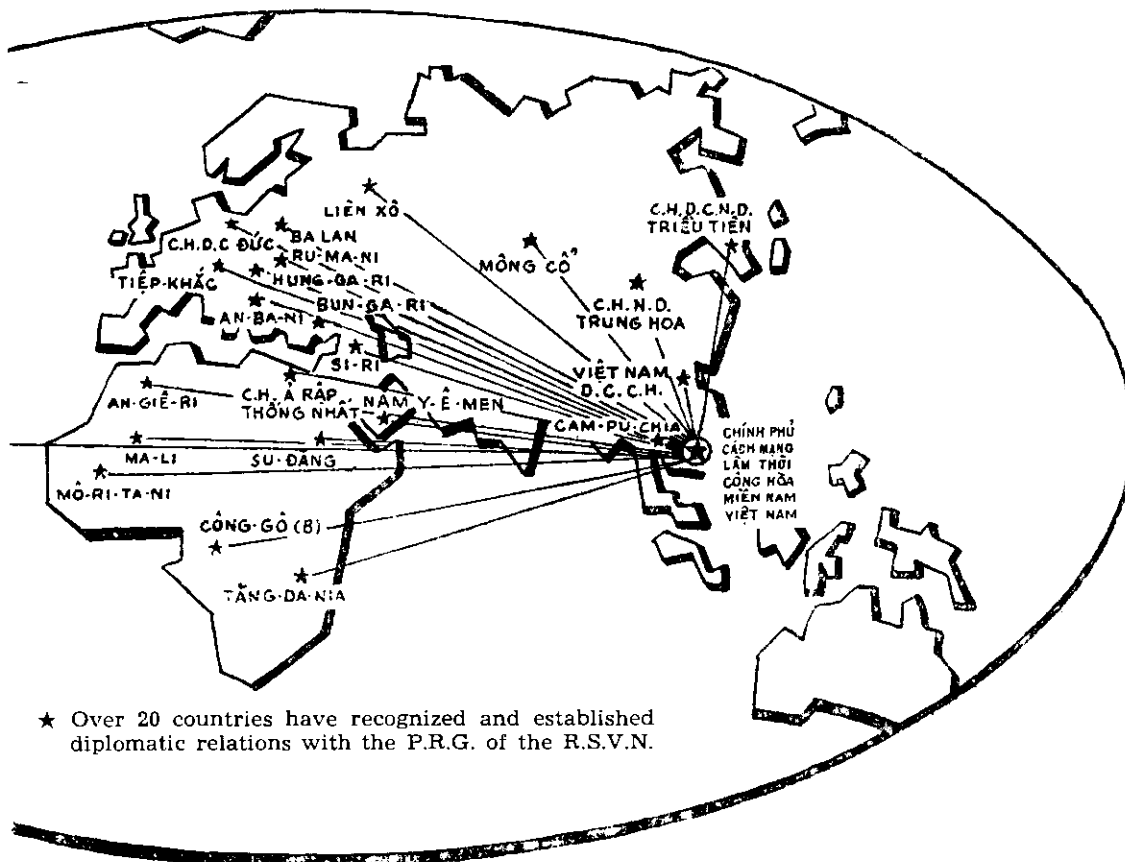 LIÊN XÔ
C.H.D.C.N.D.
TRIỀU TIÊN
BA LAN
C.H.D.C ĐỨC
RU-MA-NI
MÔNG CỔ
TIỆP-KHẮC
HUNG-GA-RI
BUN-GA-RI
C.H.N.D.
TRUNG HOA
AN-BA-NI
SI-RI
VIỆT NAM
D.C.C.H.
AN-GIÊ-RI
C.H. Ả RẬP
THỐNG NHẤT
NAM Y-Ê-MEN
CAM-PU-CHIA
CHÍNH PHỦ
CÁCH MẠNG
LÂM THỜI
CỘNG HÒA
MIỀN NAM
VIỆT NAM
MA-LI
SU-ĐĂNG
MÔ-RI-TA-NI
CÔNG-GÔ (B)
TĂNG-DA-NIA
★ Over 20 countries have recognized and established
diplomatic relations with the P.R.G. of the R.S.V.N.